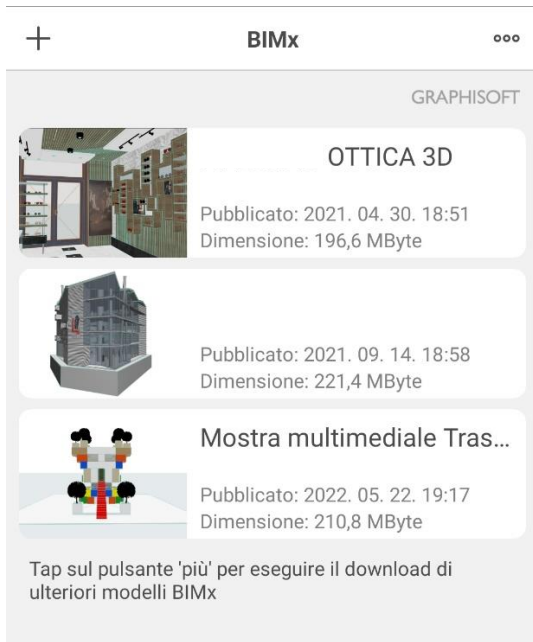 BIMx
GRAPHISOFT
OTTICA 3D
Pubblicato: 2021. 04. 30. 18:51
Dimensione: 196,6 MByte
Pubblicato: 2021. 09. 14. 18:58
Dimensione: 221,4 MByte
Mostra multimediale Tras...
Pubblicato: 2022. 05. 22. 19:17
Dimensione: 210,8 MByte
Tap sul pulsante 'più' per eseguire il download di
ulteriori modelli BIMx